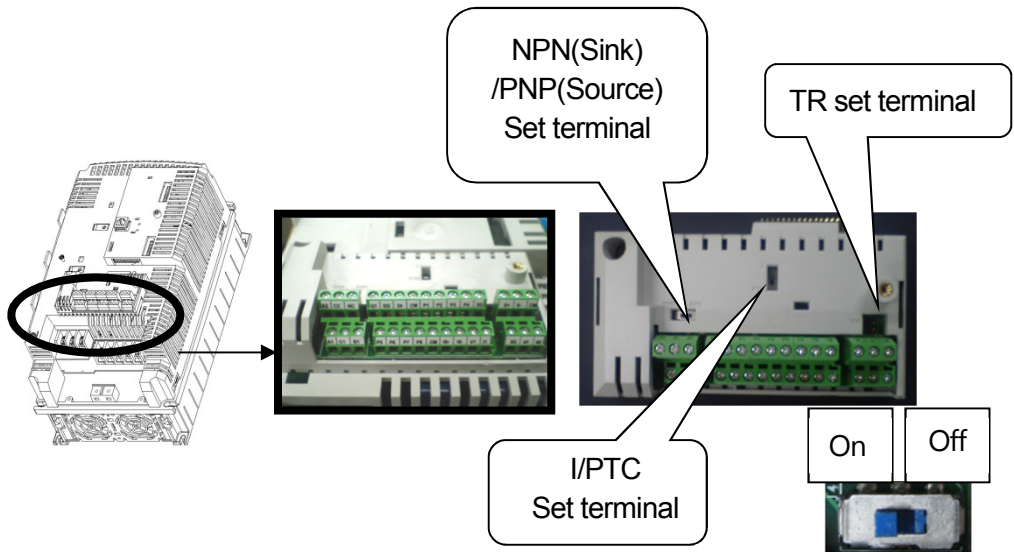 NPN(Sink)
/PNP(Source)
Set terminal
TR set terminal
I/PTC
Set terminal
On
Off